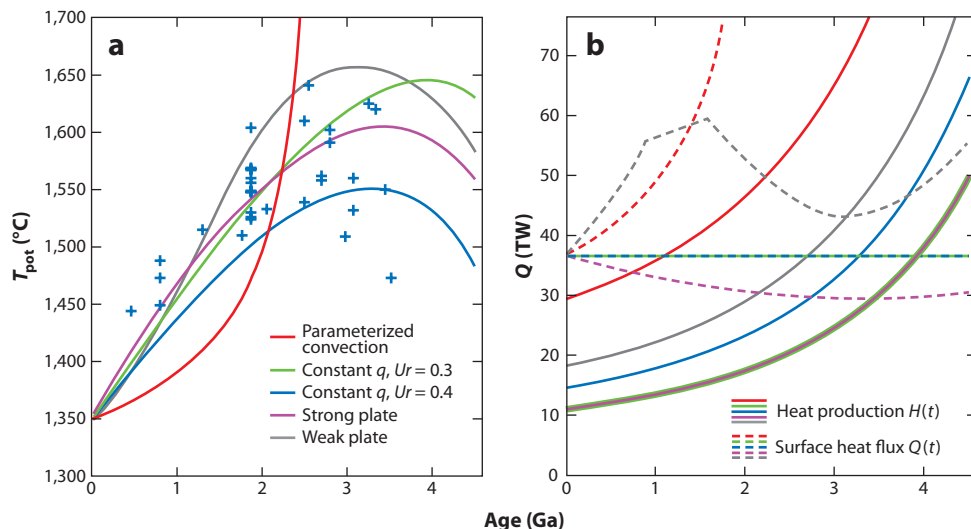 a
T_pot (°C)
1,700
1,650
1,600
1,550
1,500
1,450
1,400
1,350
1,300
0 1 2 3 4
Parameterized
convection
Constant q, Ur = 0.3
Constant q, Ur = 0.4
Strong plate
Weak plate
b
Q (TW)
70
60
50
40
30
20
10
0
0 1 2 3 4
Heat production H(t)
Surface heat flux Q(t)
Age (Ga)